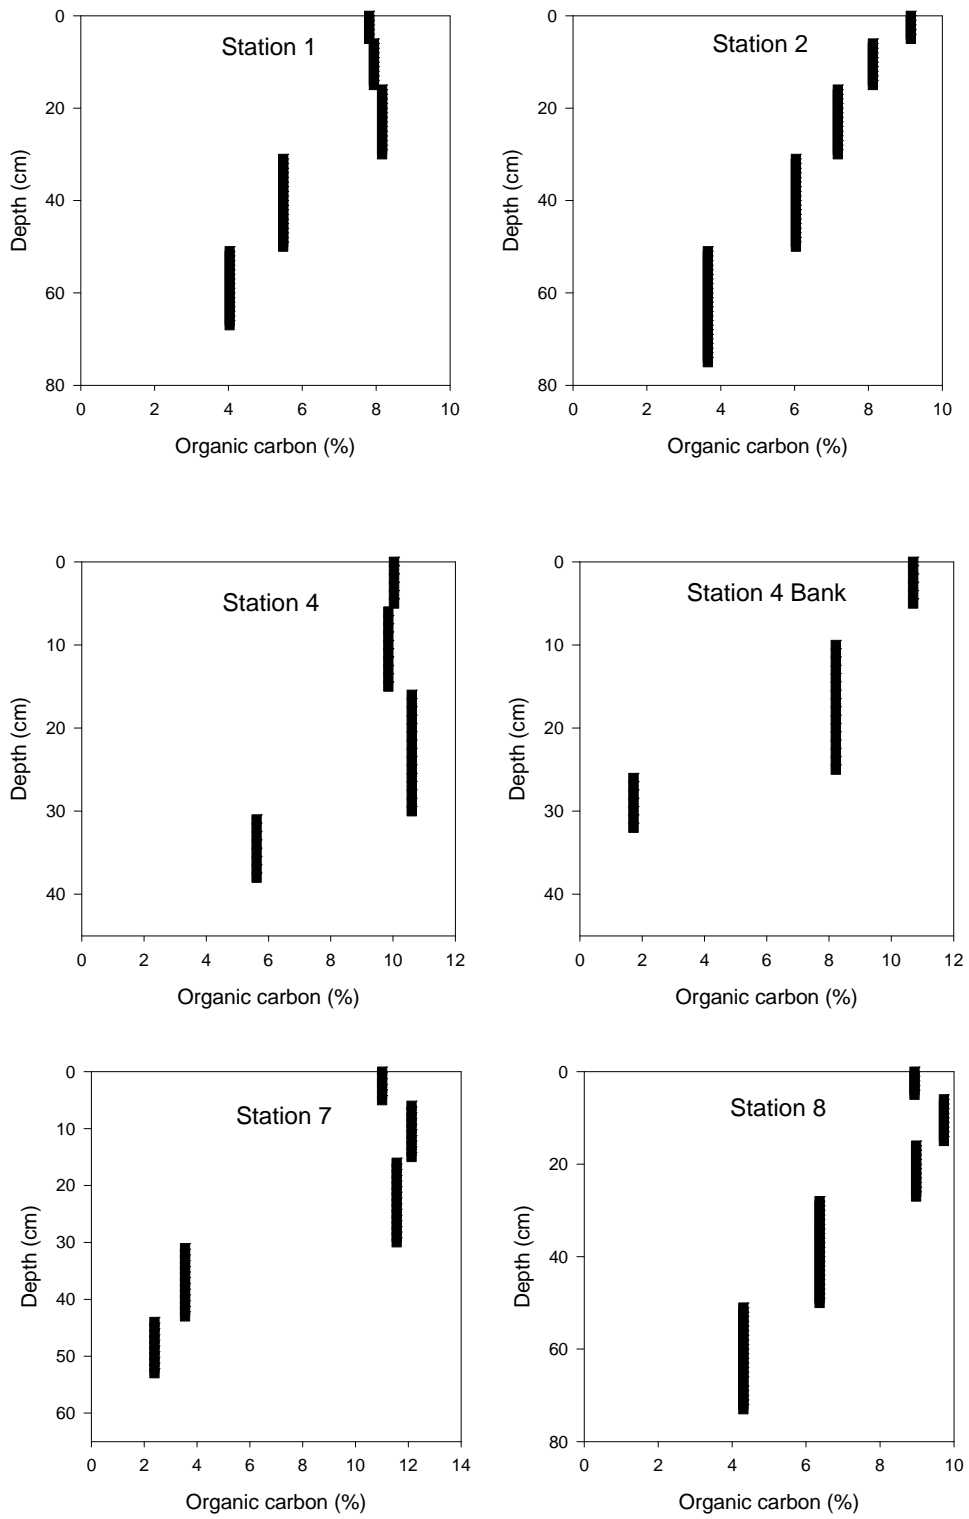 Station 1
0
20
40
60
80
Depth (cm)
0 2 4 6 8 10
Organic carbon (%)
Station 2
0
20
40
60
80
Depth (cm)
0 2 4 6 8 10
Organic carbon (%)
Station 4
0
10
20
30
40
Depth (cm)
0 2 4 6 8 10 12
Organic carbon (%)
Station 4 Bank
0
10
20
30
40
Depth (cm)
0 2 4 6 8 10 12
Organic carbon (%)
Station 7
0
10
20
30
40
50
60
Depth (cm)
0 2 4 6 8 10 12 14
Organic carbon (%)
Station 8
0
20
40
60
80
Depth (cm)
0 2 4 6 8 10
Organic carbon (%)